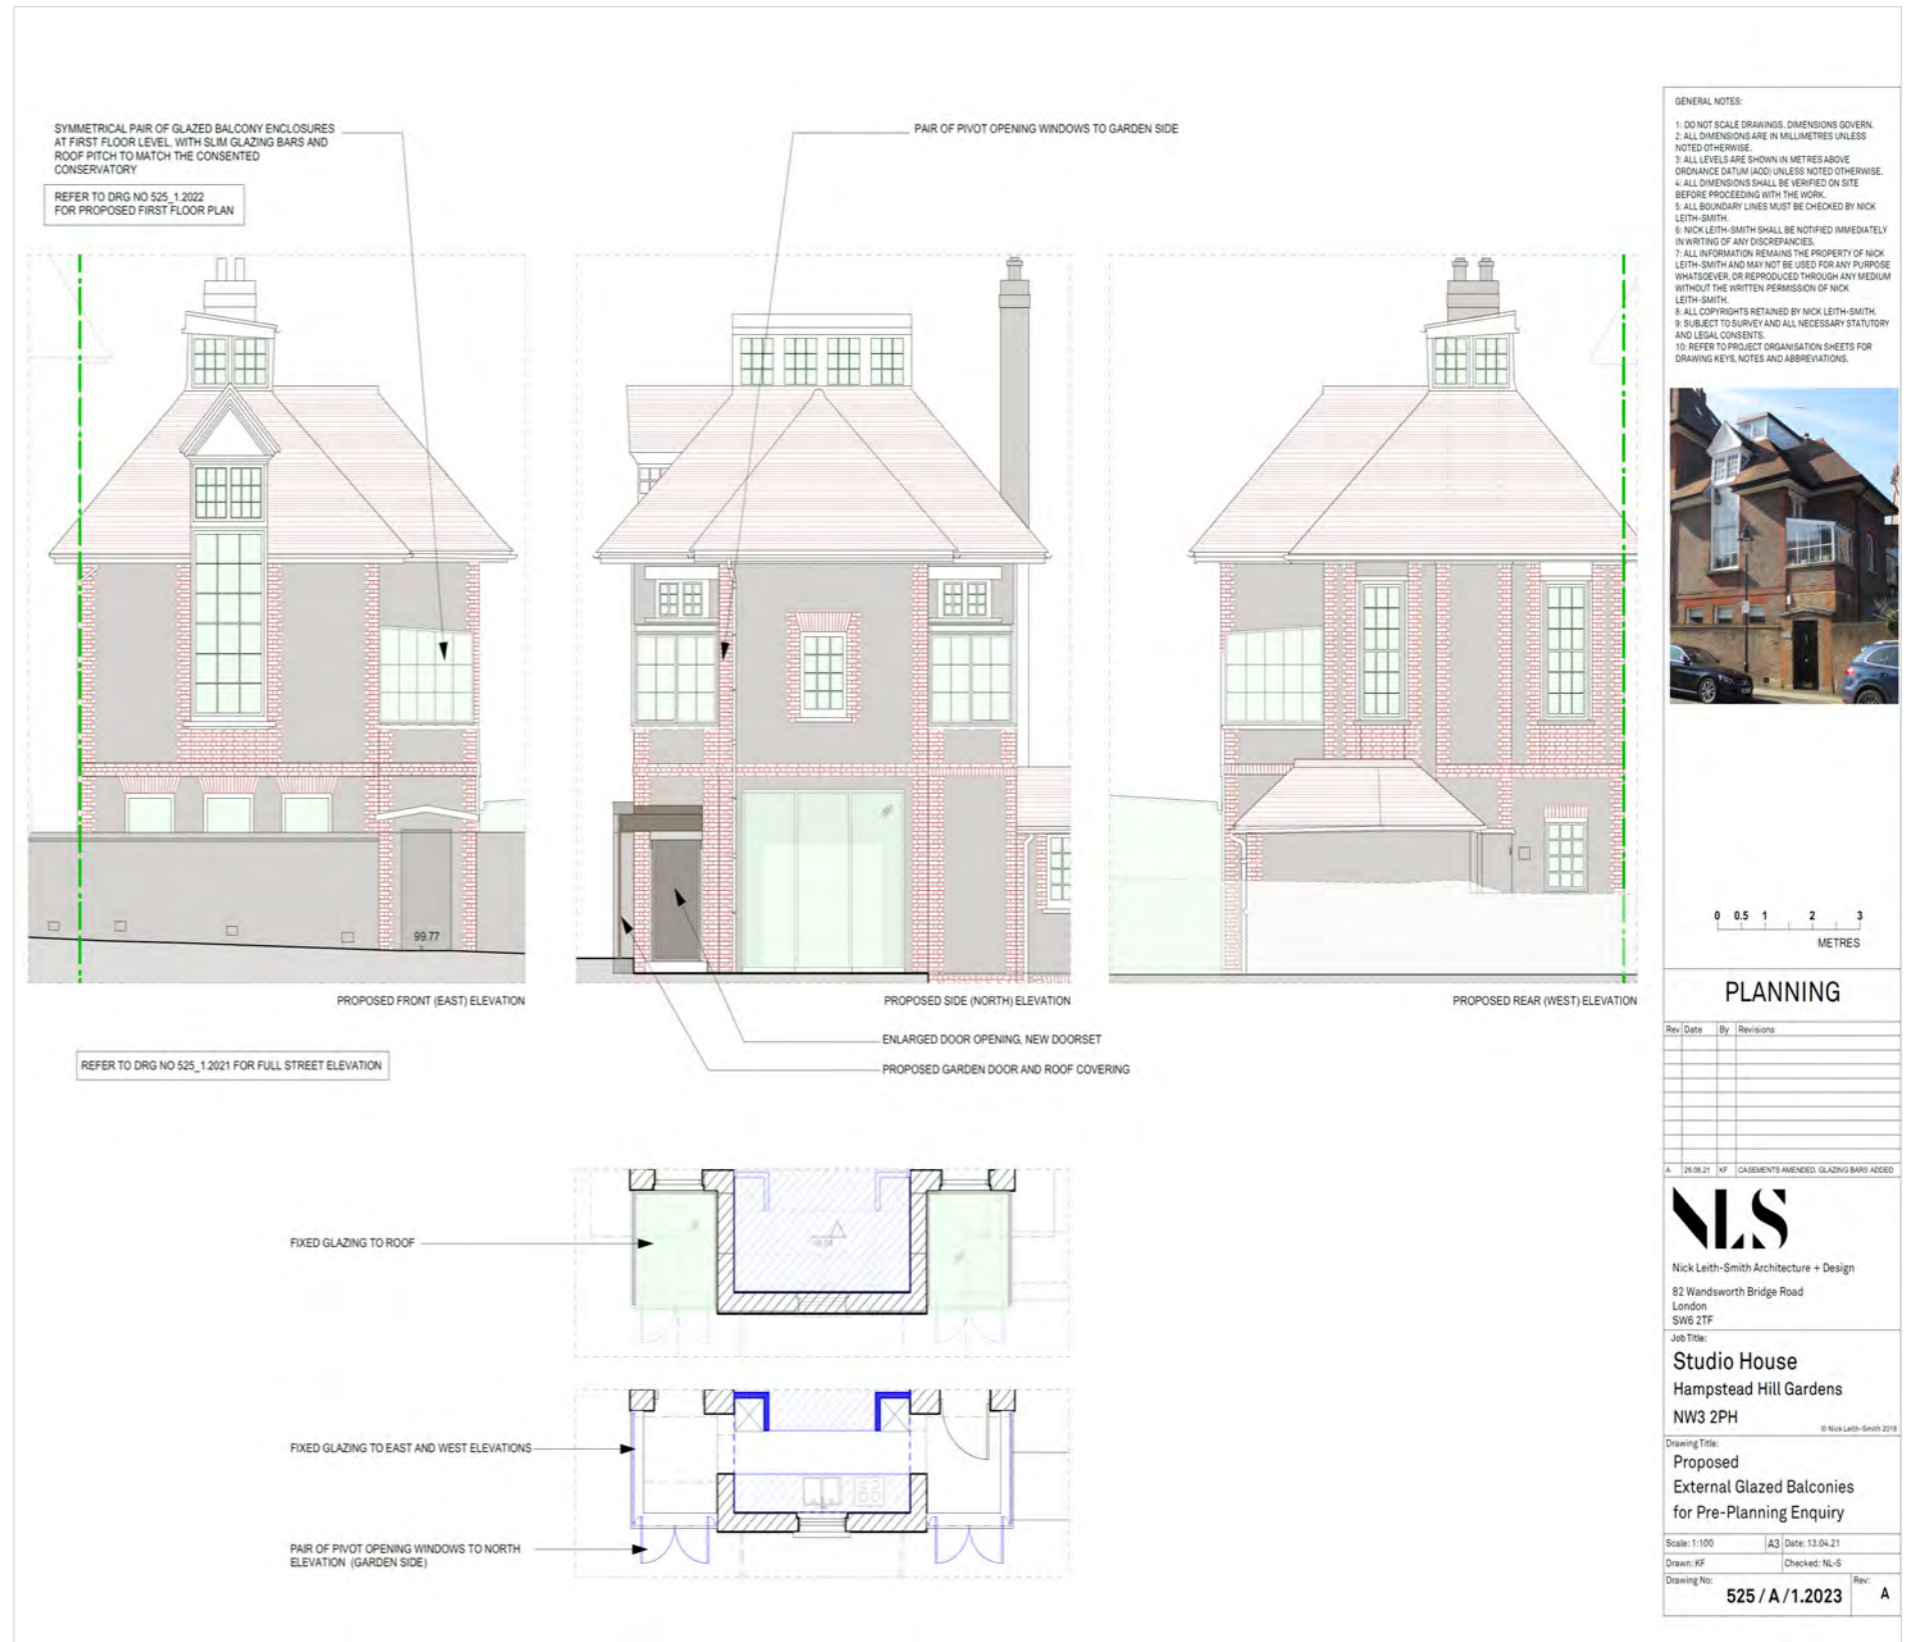 SYMMETRICAL PAIR OF GLAZED BALCONY ENCLOSURES
AT FIRST FLOOR LEVEL, WITH SLIM GLAZING BARS AND
ROOF PITCH TO MATCH THE CONSENTED
CONSERVATORY
REFER TO DRG NO 525_1.2022
FOR PROPOSED FIRST FLOOR PLAN
PAIR OF PIVOT OPENING WINDOWS TO GARDEN SIDE
99.77
PROPOSED FRONT (EAST) ELEVATION
PROPOSED SIDE (NORTH) ELEVATION
PROPOSED REAR (WEST) ELEVATION
ENLARGED DOOR OPENING, NEW DOORSET
PROPOSED GARDEN DOOR AND ROOF COVERING
REFER TO DRG NO 525_1.2021 FOR FULL STREET ELEVATION
FIXED GLAZING TO ROOF
FIXED GLAZING TO EAST AND WEST ELEVATIONS
PAIR OF PIVOT OPENING WINDOWS TO NORTH
ELEVATION (GARDEN SIDE)
GENERAL NOTES:
1: DO NOT SCALE DRAWINGS. DIMENSIONS GOVERN.
2: ALL DIMENSIONS ARE IN MILLIMETRES UNLESS
NOTED OTHERWISE.
3: ALL LEVELS ARE SHOWN IN METRES ABOVE
ORDNANCE DATUM (AOD) UNLESS NOTED OTHERWISE.
4: ALL DIMENSIONS SHALL BE VERIFIED ON SITE
BEFORE PROCEEDING WITH THE WORK.
5: ALL BOUNDARY LINES MUST BE CHECKED BY NICK
LEITH-SMITH.
6: NICK LEITH-SMITH SHALL BE NOTIFIED IMMEDIATELY
IN WRITING OF ANY DISCREPANCIES.
7: ALL INFORMATION REMAINS THE PROPERTY OF NICK
LEITH-SMITH AND MAY NOT BE USED FOR ANY PURPOSE
WHATSOEVER, OR REPRODUCED THROUGH ANY MEDIUM
WITHOUT THE WRITTEN PERMISSION OF NICK
LEITH-SMITH.
8: ALL COPYRIGHTS RETAINED BY NICK LEITH-SMITH.
9: SUBJECT TO SURVEY AND ALL NECESSARY STATUTORY
AND LEGAL CONSENTS.
10: REFER TO PROJECT ORGANISATION SHEETS FOR
DRAWING KEYS, NOTES AND ABBREVIATIONS.
0 0.5 1 2 3
METRES
PLANNING
Rev Date By Revisions
A 26.08.21 KF CASEMENTS AMENDED, GLAZING BARS ADDED
NLS
Nick Leith-Smith Architecture + Design
82 Wandsworth Bridge Road
London
SW6 2TF
Job Title:
Studio House
Hampstead Hill Gardens
NW3 2PH
© Nick Leith-Smith 2018
Drawing Title:
Proposed
External Glazed Balconies
for Pre-Planning Enquiry
Scale: 1:100 A3 Date: 13.04.21
Drawn: KF Checked: NL-S
Drawing No: Rev:
525 / A / 1.2023 A